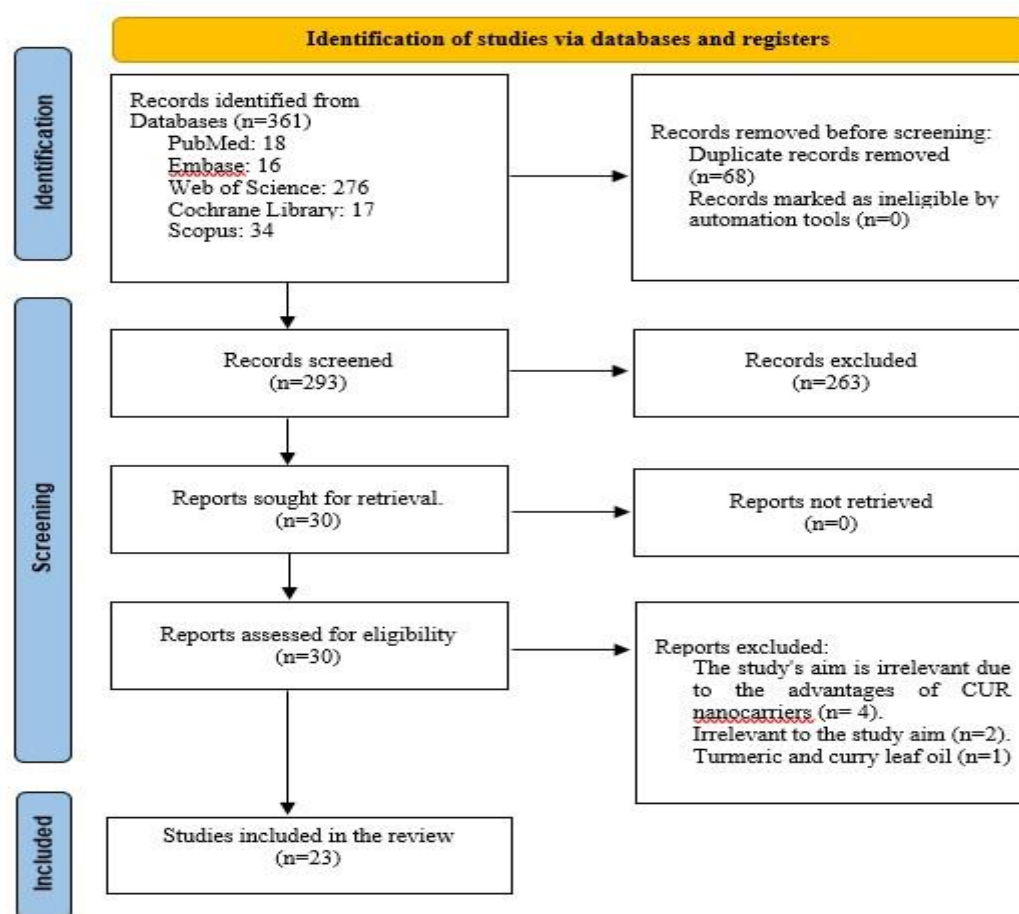 Identification of studies via databases and registers
Identification
Records identified from
Databases (n=361)
PubMed: 18
Embase: 16
Web of Science: 276
Cochrane Library: 17
Scopus: 34
Records removed before screening:
Duplicate records removed
(n=68)
Records marked as ineligible by
automation tools (n=0)
Screening
Records screened
(n=293)
Records excluded
(n=263)
Reports sought for retrieval.
(n=30)
Reports not retrieved
(n=0)
Reports assessed for eligibility
(n=30)
Reports excluded:
The study's aim is irrelevant due
to the advantages of CUR
nanocarriers (n= 4).
Irrelevant to the study aim (n=2).
Turmeric and curry leaf oil (n=1)
Included
Studies included in the review
(n=23)